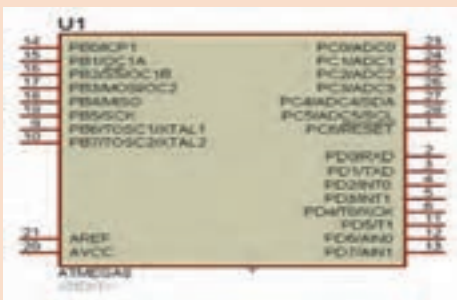 U1
14 PB0/ICP1 PC0/ADC0 23
15 PB1/OC1A PC1/ADC1 24
16 PB2/SS/OC1B PC2/ADC2 25
17 PB3/MOSI/OC2 PC3/ADC3 26
18 PB4/MISO PC4/ADC4/SDA 27
19 PB5/SCK PC5/ADC5/SCL 28
9 PB6/TOSC1/XTAL1 PC6/RESET 1
10 PB7/TOSC2/XTAL2
PD0/RXD 2
PD1/TXD 3
PD2/INT0 4
PD3/INT1 5
PD4/T0/XCK 6
PD5/T1 11
21 AREF PD6/AIN0 12
20 AVCC PD7/AIN1 13
ATMEGA8